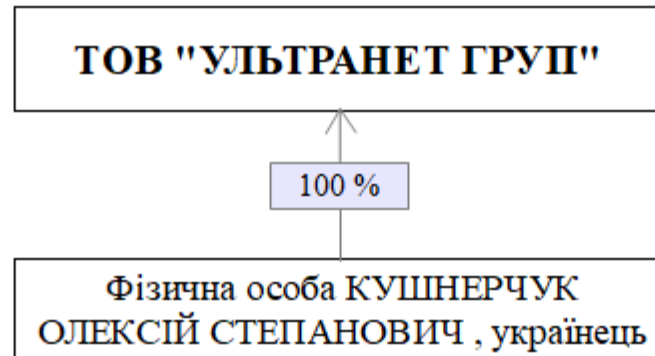 ТОВ "УЛЬТРАНЕТ ГРУП"
100 %
Фізична особа КУШНЕРЧУК
ОЛЕКСІЙ СТЕПАНОВИЧ , українець